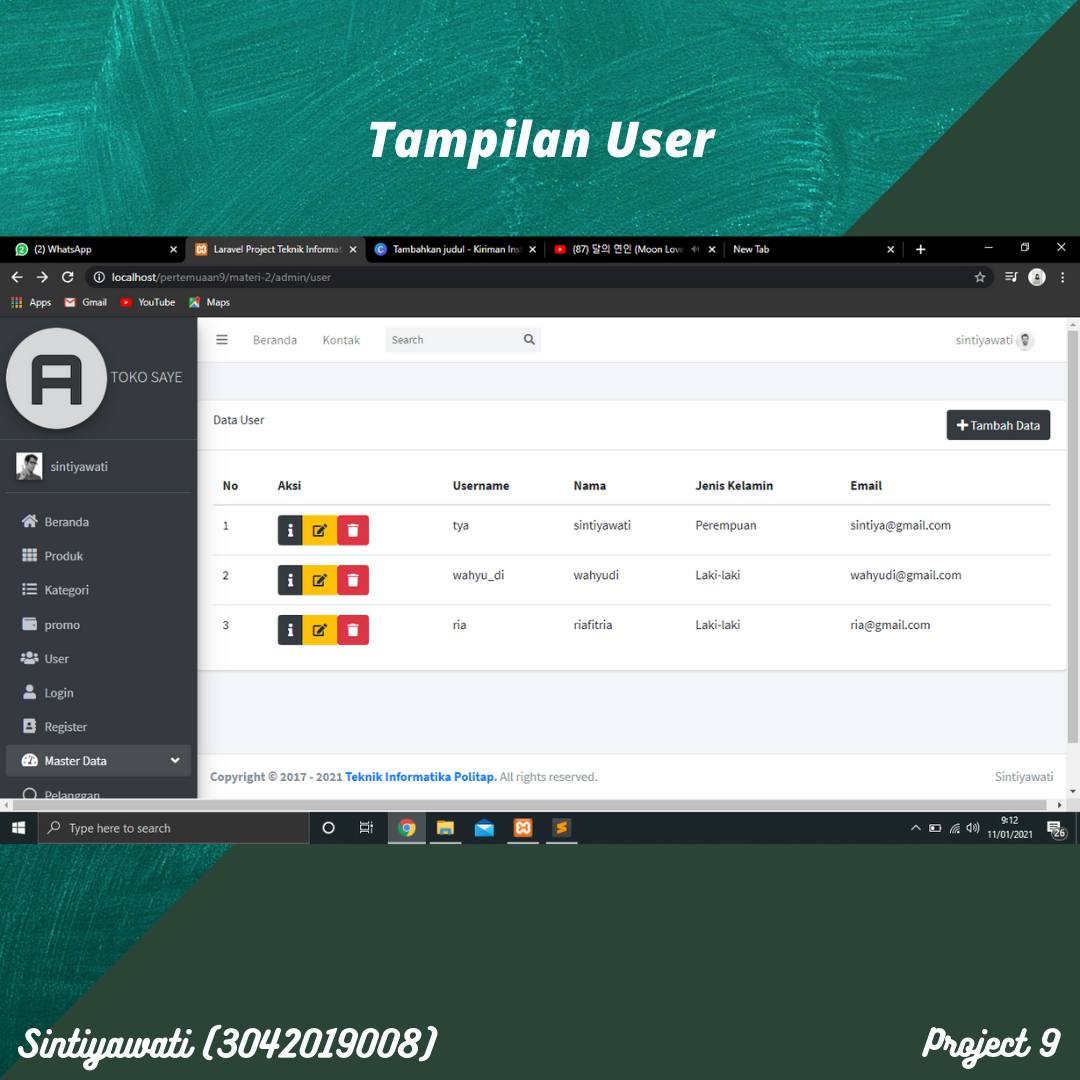 Tampilan User
(2) WhatsApp
Laravel Project Teknik Informat
Tambahkan judul - Kiriman Ins
(87) 달의 연인 (Moon Love
New Tab
localhost/pertemuaan9/materi-2/admin/user
Apps Gmail YouTube Maps
A TOKO SAYE
Beranda Kontak Search sintiyawati
Data User
Tambah Data
sintiyawati
Beranda
Produk
Kategori
promo
User
Login
Register
Master Data
Pelanggan
No Aksi Username Nama Jenis Kelamin Email
1 tya sintiyawati Perempuan sintiya@gmail.com
2 wahyu_di wahyudi Laki-laki wahyudi@gmail.com
3 ria riafitria Laki-laki ria@gmail.com
Copyright © 2017 - 2021 Teknik Informatika Politap. All rights reserved. Sintiyawati
Type here to search
9:12
11/01/2021
26
Sintiyawati (3042019008)
Project 9